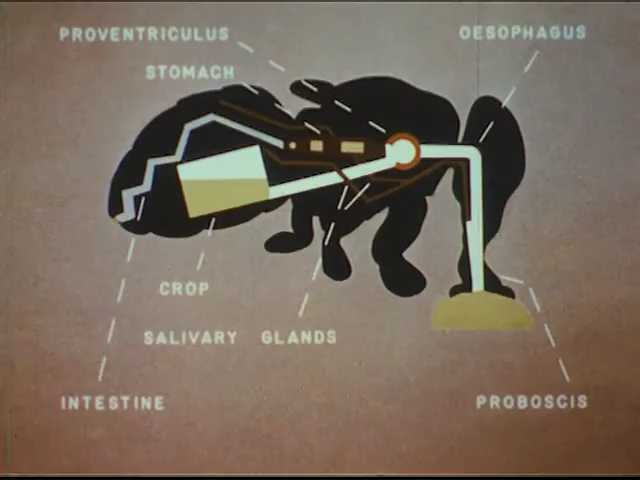 PROVENTRICULUS
OESOPHAGUS
STOMACH
CROP
SALIVARY GLANDS
INTESTINE
PROBOSCIS